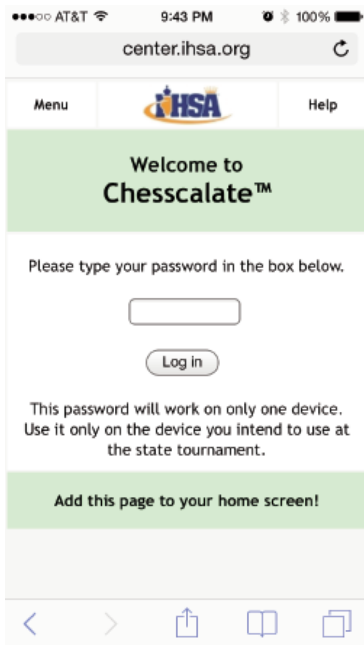 AT&T 9:43 PM 100%
center.ihsa.org
Menu IHSA Help
Welcome to
Chesscalate™
Please type your password in the box below.
Log in
This password will work on only one device.
Use it only on the device you intend to use at
the state tournament.
Add this page to your home screen!